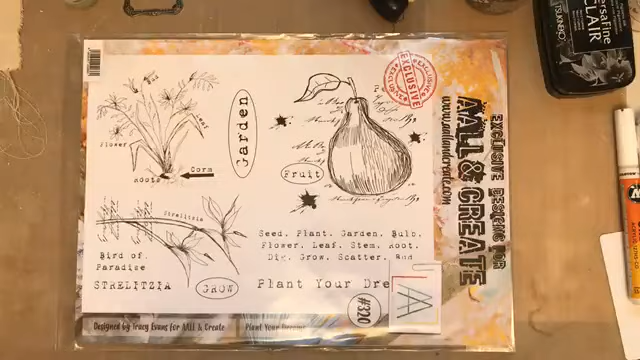 EXCLUSIVE
EXCLUSIVE DESIGNS FOR
AALL & CREATE
www.aallandcreate.com
Garden
Leaf
Flower
Roots
Corm
Fruit
Strelitzia
Bird of
Paradise
STRELITZIA
GROW
Seed. Plant. Garden. Bulb.
Flower. Leaf. Stem. Root.
Dig. Grow. Scatter. Bud
Plant Your Dre
#320
Designed by Tracy Evans for AALL & Create
Plant Your Dreams
VersaFine
CLAIR
TSUKINEKO